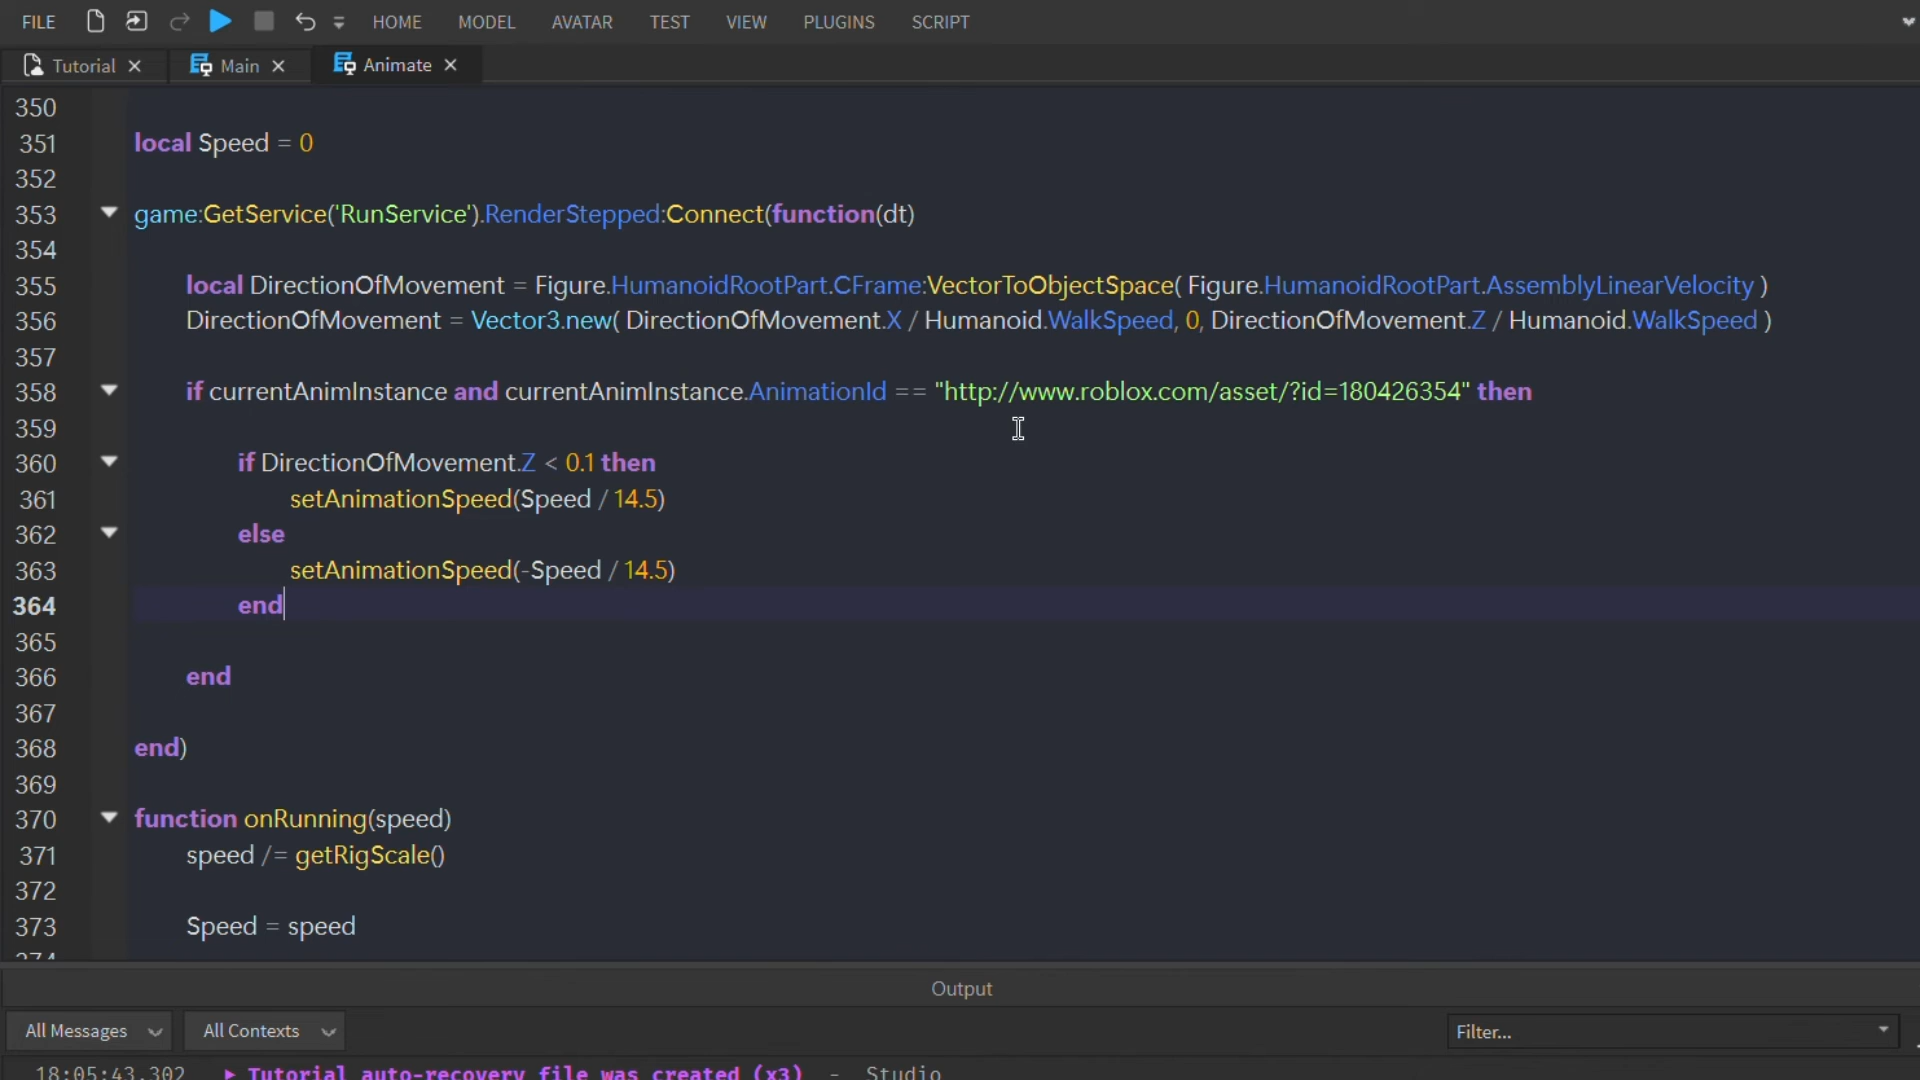 FILE HOME MODEL AVATAR TEST VIEW PLUGINS SCRIPT
Tutorial Main Animate
350
351 local Speed = 0
352
353 game:GetService('RunService').RenderStepped:Connect(function(dt)
354
355 local DirectionOfMovement = Figure.HumanoidRootPart.CFrame:VectorToObjectSpace( Figure.HumanoidRootPart.AssemblyLinearVelocity )
356 DirectionOfMovement = Vector3.new( DirectionOfMovement.X / Humanoid.WalkSpeed, 0, DirectionOfMovement.Z / Humanoid.WalkSpeed )
357
358 if currentAnimInstance and currentAnimInstance.AnimationId == "http://www.roblox.com/asset/?id=180426354" then
359
360 if DirectionOfMovement.Z < 0.1 then
361 setAnimationSpeed(Speed / 14.5)
362 else
363 setAnimationSpeed(-Speed / 14.5)
364 end
365
366 end
367
368 end)
369
370 function onRunning(speed)
371 speed /= getRigScale()
372
373 Speed = speed
374
Output
All Messages All Contexts Filter...
18:05:43.302 ▶ Tutorial auto-recovery file was created (x3) - Studio